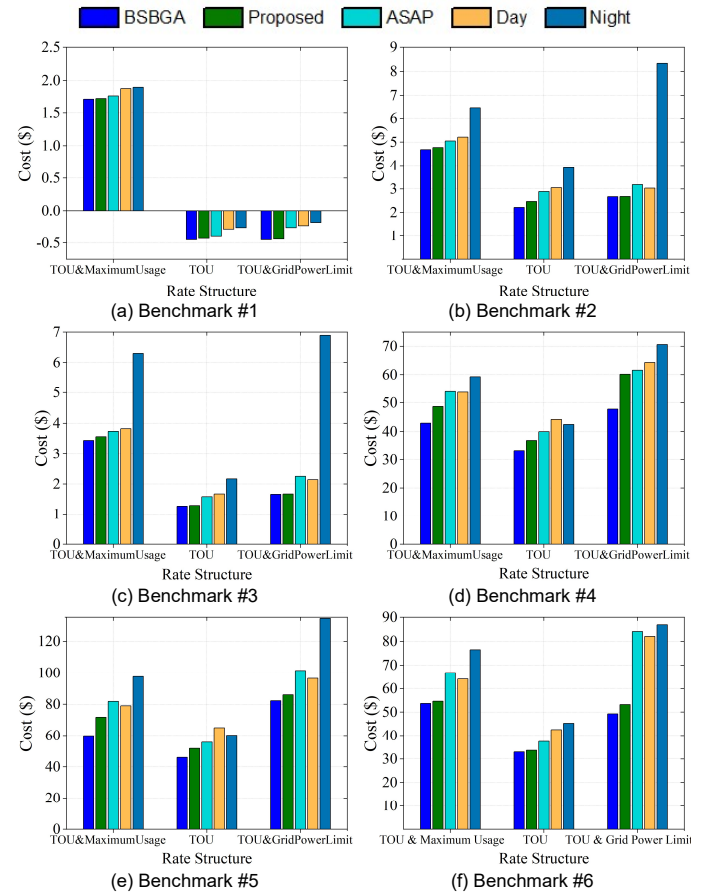 BSBGA Proposed ASAP Day Night
2.5
2.0
1.5
1.0
0.5
0.0
-0.5
Cost ($)
TOU&MaximumUsage TOU TOU&GridPowerLimit
Rate Structure
(a) Benchmark #1
9
8
7
6
5
4
3
2
1
Cost ($)
TOU&MaximumUsage TOU TOU&GridPowerLimit
Rate Structure
(b) Benchmark #2
7
6
5
4
3
2
1
0
Cost ($)
TOU&MaximumUsage TOU TOU&GridPowerLimit
Rate Structure
(c) Benchmark #3
70
60
50
40
30
20
10
0
Cost ($)
TOU&MaximumUsage TOU TOU&GridPowerLimit
Rate Structure
(d) Benchmark #4
120
100
80
60
40
20
0
Cost ($)
TOU&MaximumUsage TOU TOU&GridPowerLimit
Rate Structure
(e) Benchmark #5
90
80
70
60
50
40
30
20
10
Cost ($)
TOU & Maximum Usage TOU TOU & Grid Power Limit
Rate Structure
(f) Benchmark #6